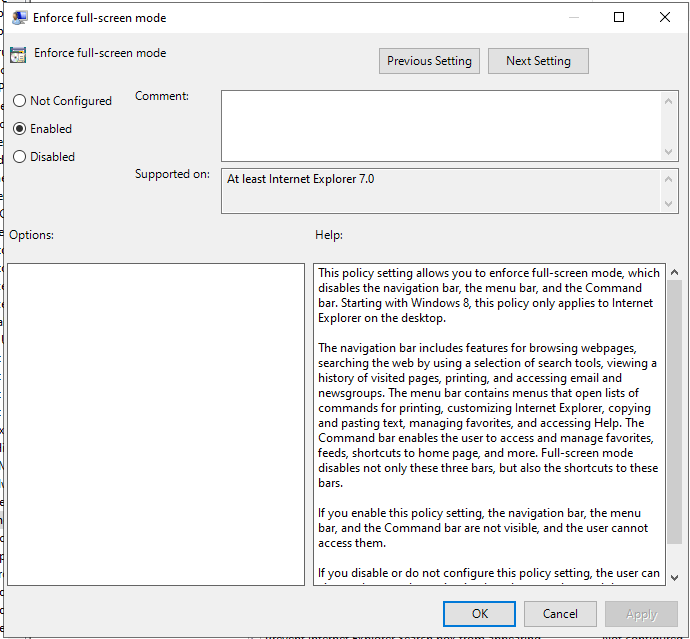 Enforce full-screen mode
Enforce full-screen mode
Previous Setting
Next Setting
Not Configured
Comment:
Enabled
Disabled
Supported on:
At least Internet Explorer 7.0
Options:
Help:
This policy setting allows you to enforce full-screen mode, which
disables the navigation bar, the menu bar, and the Command
bar. Starting with Windows 8, this policy only applies to Internet
Explorer on the desktop.
The navigation bar includes features for browsing webpages,
searching the web by using a selection of search tools, viewing a
history of visited pages, printing, and accessing email and
newsgroups. The menu bar contains menus that open lists of
commands for printing, customizing Internet Explorer, copying
and pasting text, managing favorites, and accessing Help. The
Command bar enables the user to access and manage favorites,
feeds, shortcuts to home page, and more. Full-screen mode
disables not only these three bars, but also the shortcuts to these
bars.
If you enable this policy setting, the navigation bar, the menu
bar, and the Command bar are not visible, and the user cannot
access them.
If you disable or do not configure this policy setting, the user can
OK
Cancel
Apply